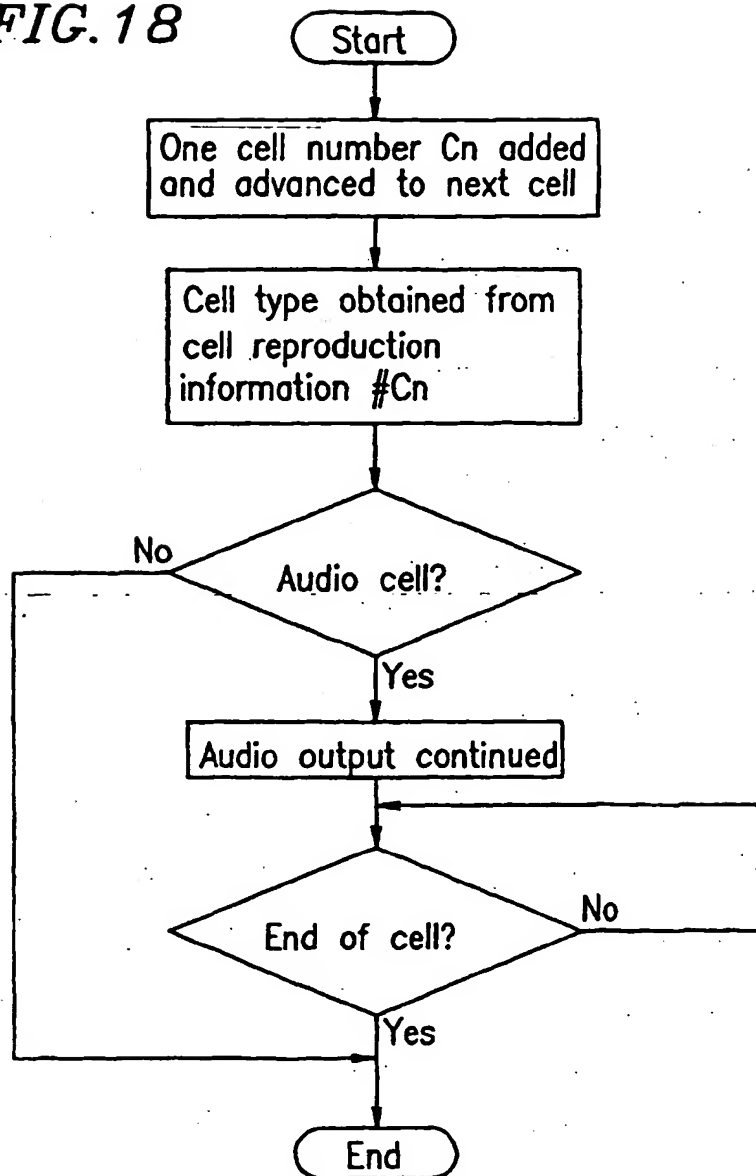 FIG. 18
Start
One cell number Cn added
and advanced to next cell
Cell type obtained from
cell reproduction
information #Cn
No
Audio cell?
Yes
Audio output continued
End of cell?
No
Yes
End